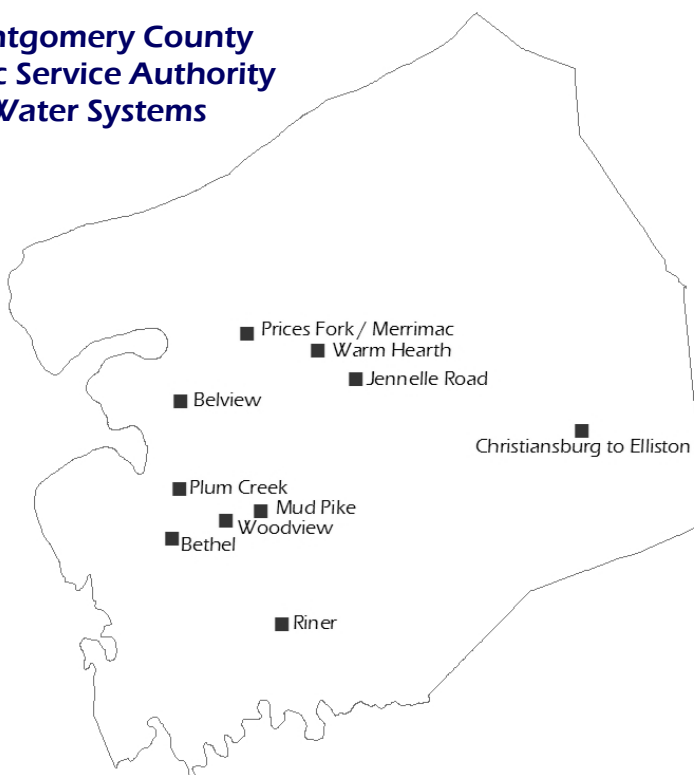 ntgomery County
c Service Authority
Water Systems
Prices Fork / Merrimac
Warm Hearth
Jennelle Road
Belview
Christiansburg to Elliston
Plum Creek
Mud Pike
Woodview
Bethel
Riner